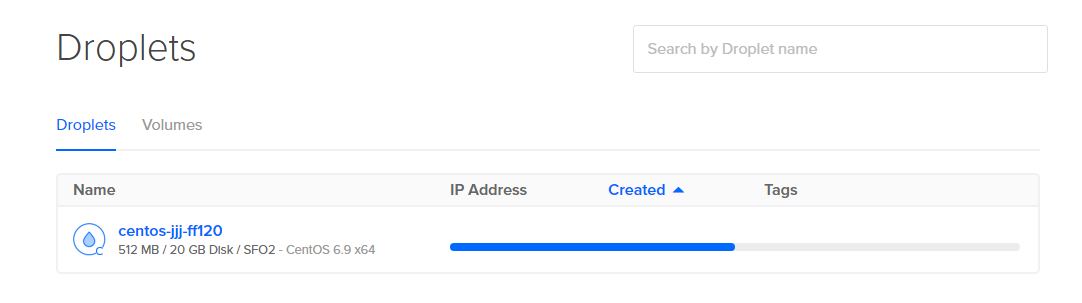 Droplets
Search by Droplet name
Droplets Volumes
Name IP Address Created Tags
centos-jjj-ff120
512 MB / 20 GB Disk / SFO2 - CentOS 6.9 x64